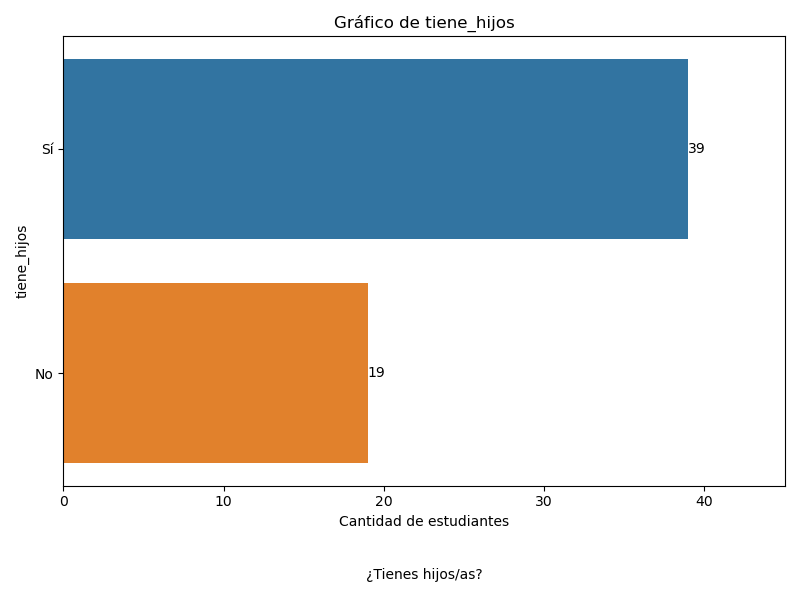 Gráfico de tiene_hijos
Sí
39
tiene_hijos
No
19
0 10 20 30 40
Cantidad de estudiantes
¿Tienes hijos/as?